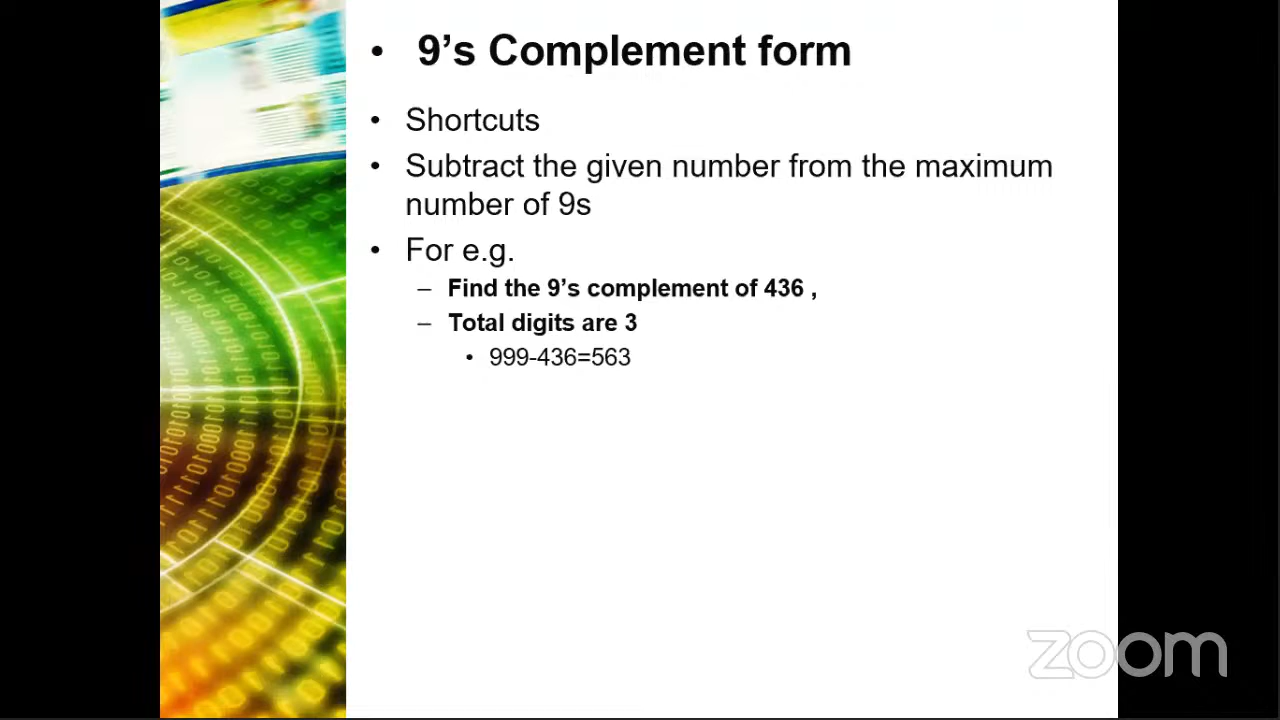 • 9’s Complement form
• Shortcuts
• Subtract the given number from the maximum
number of 9s
• For e.g.
– Find the 9’s complement of 436 ,
– Total digits are 3
• 999-436=563
zoom